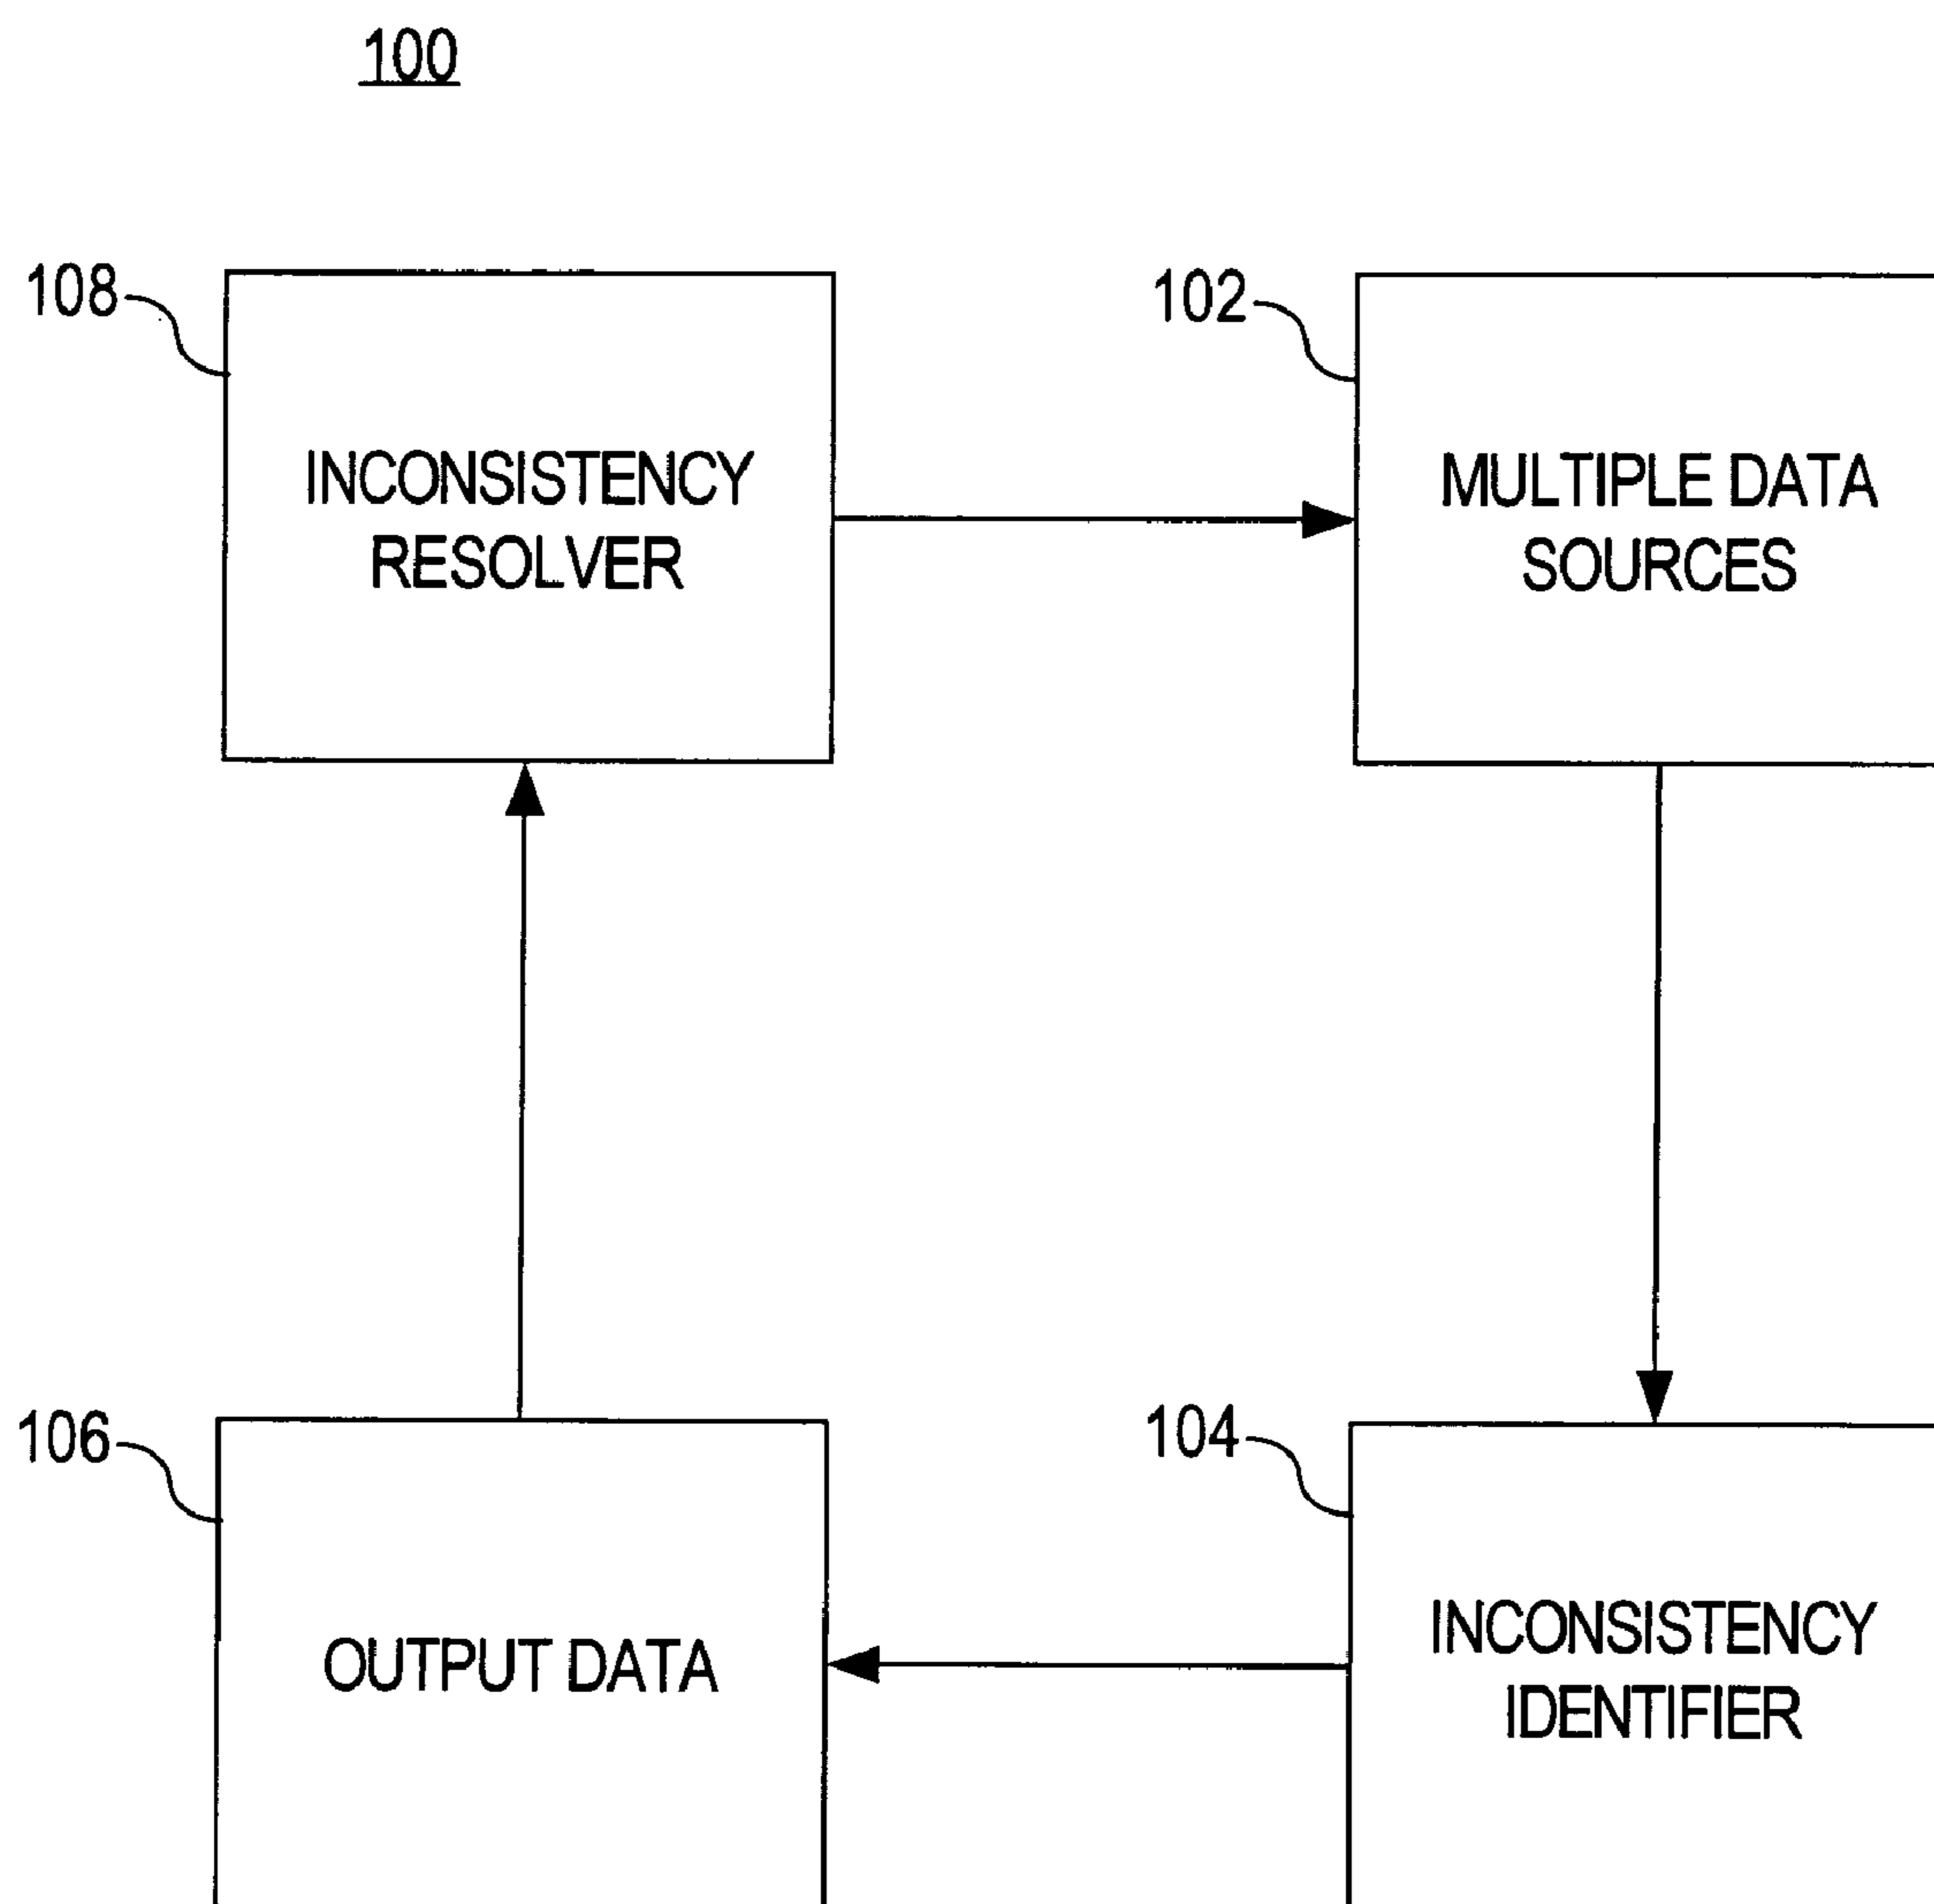 100
108
INCONSISTENCY
RESOLVER
102
MULTIPLE DATA
SOURCES
106
OUTPUT DATA
104
INCONSISTENCY
IDENTIFIER